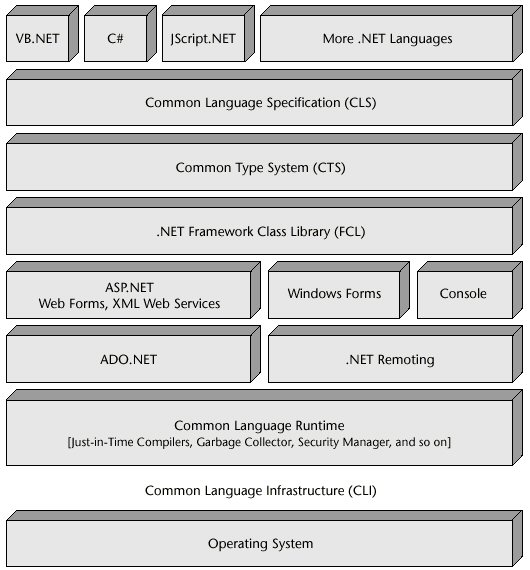 VB.NET
C#
JScript.NET
More .NET Languages
Common Language Specification (CLS)
Common Type System (CTS)
.NET Framework Class Library (FCL)
ASP.NET
Web Forms, XML Web Services
Windows Forms
Console
ADO.NET
.NET Remoting
Common Language Runtime
[Just-in-Time Compilers, Garbage Collector, Security Manager, and so on]
Common Language Infrastructure (CLI)
Operating System